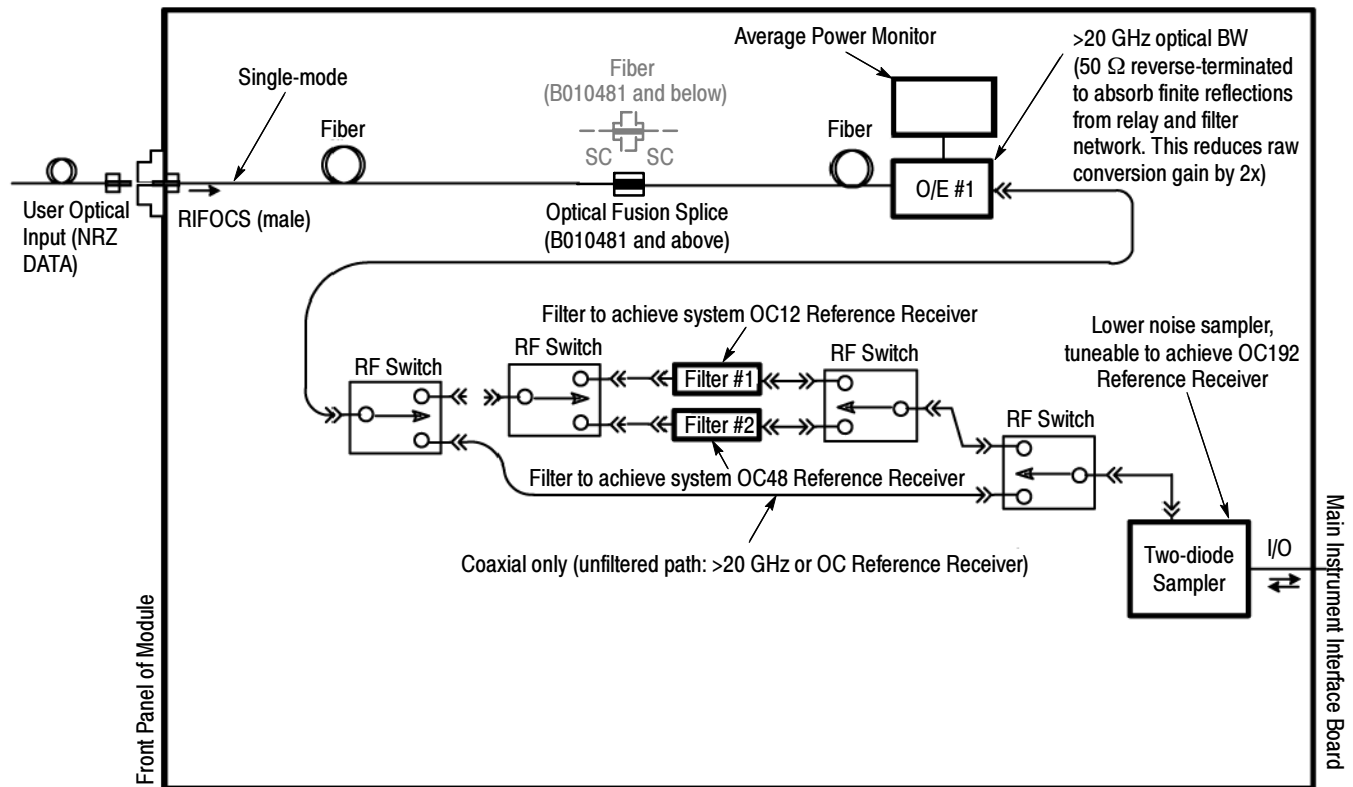 Average Power Monitor
>20 GHz optical BW
(50 Ω reverse-terminated
to absorb finite reflections
from relay and filter
network. This reduces raw
conversion gain by 2x)
Single-mode
Fiber
(B010481 and below)
SC SC
Fiber
Fiber
O/E #1
User Optical
Input (NRZ
DATA)
RIFOCS (male)
Optical Fusion Splice
(B010481 and above)
Filter to achieve system OC12 Reference Receiver
Lower noise sampler,
tuneable to achieve OC192
Reference Receiver
RF Switch
RF Switch
Filter #1
RF Switch
Filter #2
RF Switch
Filter to achieve system OC48 Reference Receiver
Coaxial only (unfiltered path: >20 GHz or OC Reference Receiver)
Two-diode
Sampler
I/O
Front Panel of Module
Main Instrument Interface Board